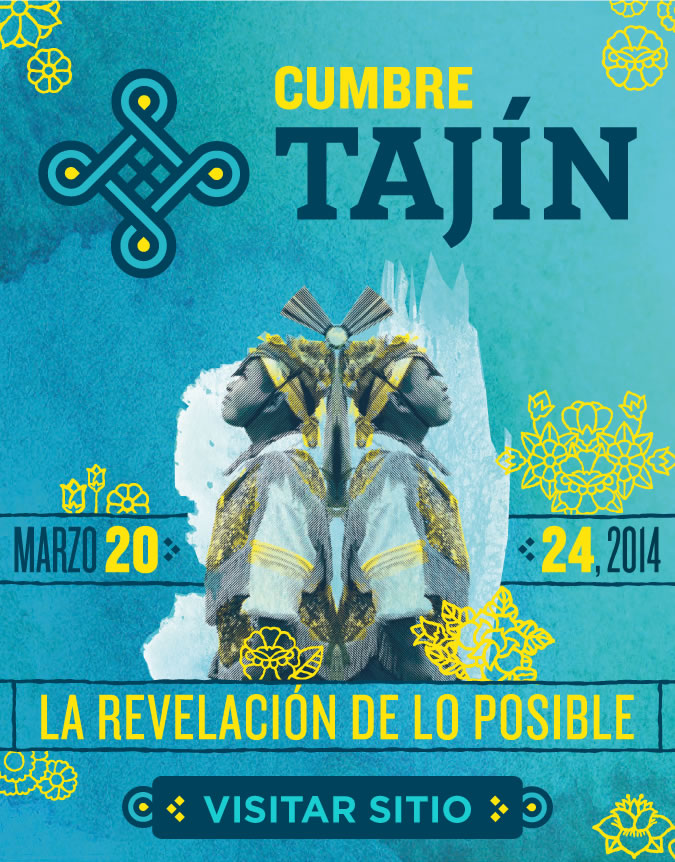 CUMBRE
TAJÍN
MARZO 20
24, 2014
LA REVELACIÓN DE LO POSIBLE
VISITAR SITIO